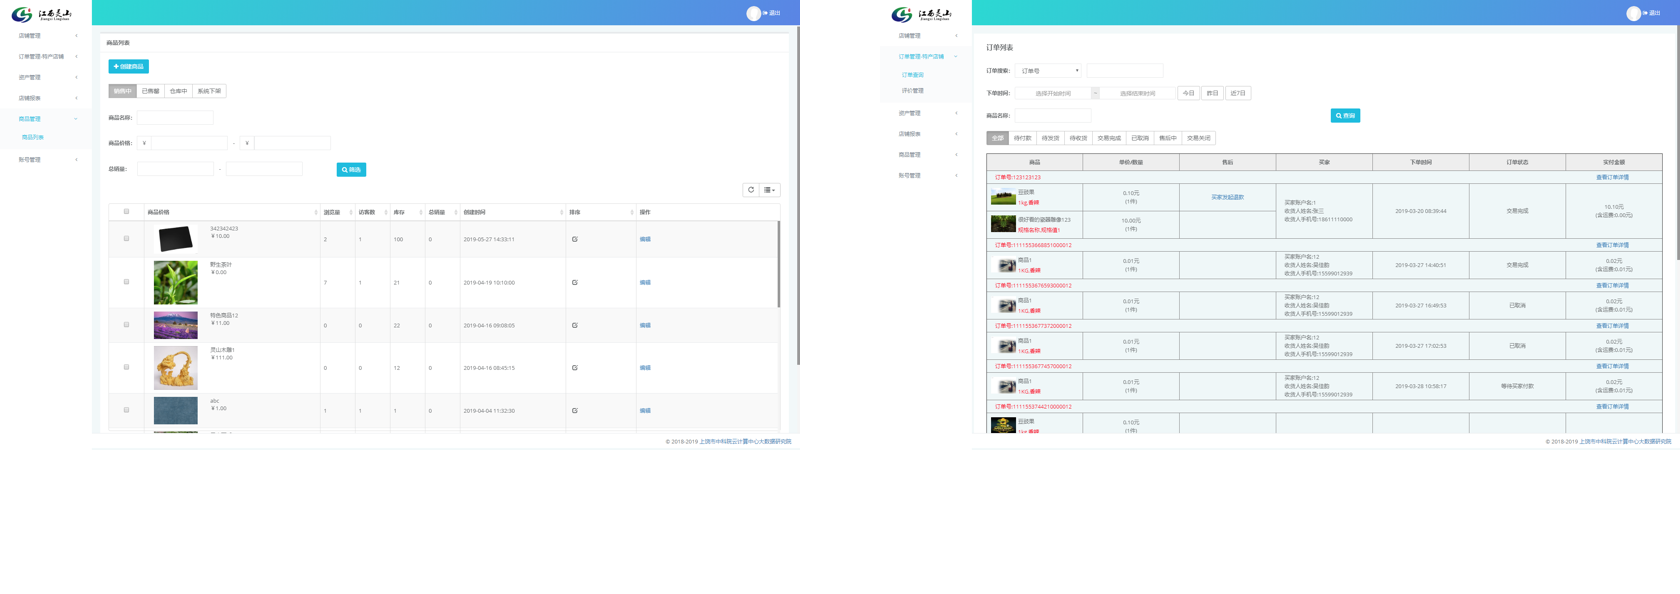 江西灵山
Jiangxi Lingshan
退出
店铺管理
订单管理-特产店铺
资产管理
店铺报表
商品管理
商品列表
账号管理
商品列表
创建商品
销售中 已售罄 仓库中 系统下架
商品名称:
商品价格: ¥ - ¥
总销量: -
筛选
商品价格 浏览量 访客数 库存 总销量 创建时间 排序 操作
342342423
¥10.00
2 1 100 0 2019-05-27 14:33:11 编辑
野生茶叶
¥0.00
7 1 21 0 2019-04-19 10:10:00 编辑
特色商品12
¥11.00
0 0 22 0 2019-04-16 09:08:05 编辑
灵山木雕1
¥111.00
0 0 12 0 2019-04-16 08:45:15 编辑
abc
¥1.00
1 1 1 0 2019-04-04 11:32:30 编辑
© 2018-2019 上饶市中科院云计算中心大数据研究院
江西灵山
Jiangxi Lingshan
退出
店铺管理
订单管理-特产店铺
订单查询
评价管理
资产管理
店铺报表
商品管理
账号管理
订单列表
订单搜索: 订单号
下单时间: 选择开始时间 ~ 选择结束时间 今日 昨日 近7日
商品名称:
查询
全部 待付款 待发货 待收货 交易完成 已取消 售后中 交易关闭
商品 单价/数量 售后 买家 下单时间 订单状态 实付金额
订单号:123123123 查看订单详情
豆豉果
1kg,香辣
0.10元
(1件)
买家发起退款
很好看的瓷器雕像123
规格名称,规格值1
10.00元
(1件)
买家账户名:1
收货人姓名:张三
收货人手机号:18611110000
2019-03-20 08:39:44
交易完成
10.10元
(含运费:0.00元)
订单号:1111553668851000012 查看订单详情
商品1
1KG,香辣
0.01元
(1件)
买家账户名:12
收货人姓名:吴佳韵
收货人手机号:15599012939
2019-03-27 14:40:51
交易完成
0.02元
(含运费:0.01元)
订单号:1111553676593000012 查看订单详情
商品1
1KG,香辣
0.01元
(1件)
买家账户名:12
收货人姓名:吴佳韵
收货人手机号:15599012939
2019-03-27 16:49:53
已取消
0.02元
(含运费:0.01元)
订单号:1111553677372000012 查看订单详情
商品1
1KG,香辣
0.01元
(1件)
买家账户名:12
收货人姓名:吴佳韵
收货人手机号:15599012939
2019-03-27 17:02:53
已取消
0.02元
(含运费:0.01元)
订单号:1111553677457000012 查看订单详情
商品1
1KG,香辣
0.01元
(1件)
买家账户名:12
收货人姓名:吴佳韵
收货人手机号:15599012939
2019-03-28 10:58:17
等待买家付款
0.02元
(含运费:0.01元)
订单号:1111553744210000012 查看订单详情
豆豉果
1kg,香辣
0.10元
(1件)
© 2018-2019 上饶市中科院云计算中心大数据研究院